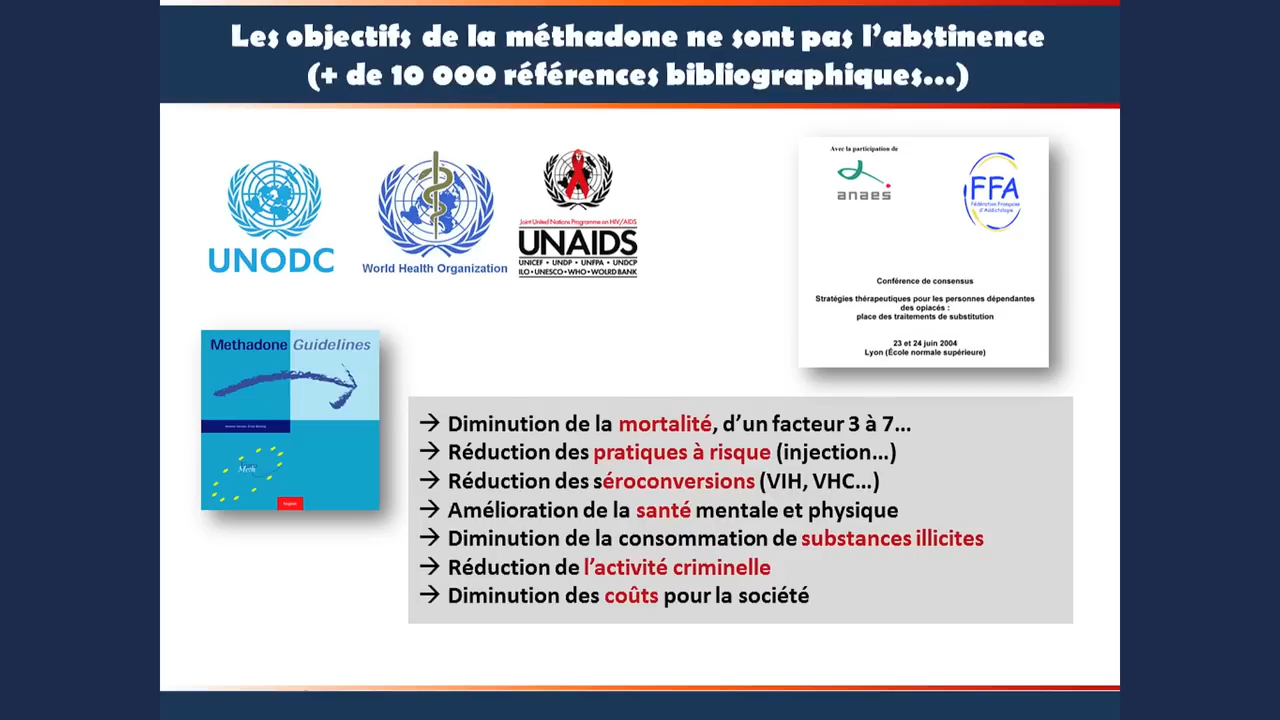 Les objectifs de la méthadone ne sont pas l'abstinence
(+ de 10 000 références bibliographiques...)
UNODC
World Health Organization
Joint United Nations Programme on HIV/AIDS
UNAIDS
UNICEF • UNDP • UNFPA • UNDCP
ILO • UNESCO • WHO • WOLRD BANK
Avec la participation de
anaes
FFA
Fédération Française
d'Addictologie
Conférence de consensus
Stratégies thérapeutiques pour les personnes dépendantes
des opiacés :
place des traitements de substitution
23 et 24 juin 2004
Lyon (École normale supérieure)
Methadone Guidelines
Meth
English
→ Diminution de la mortalité, d'un facteur 3 à 7...
→ Réduction des pratiques à risque (injection...)
→ Réduction des séroconversions (VIH, VHC...)
→ Amélioration de la santé mentale et physique
→ Diminution de la consommation de substances illicites
→ Réduction de l'activité criminelle
→ Diminution des coûts pour la société